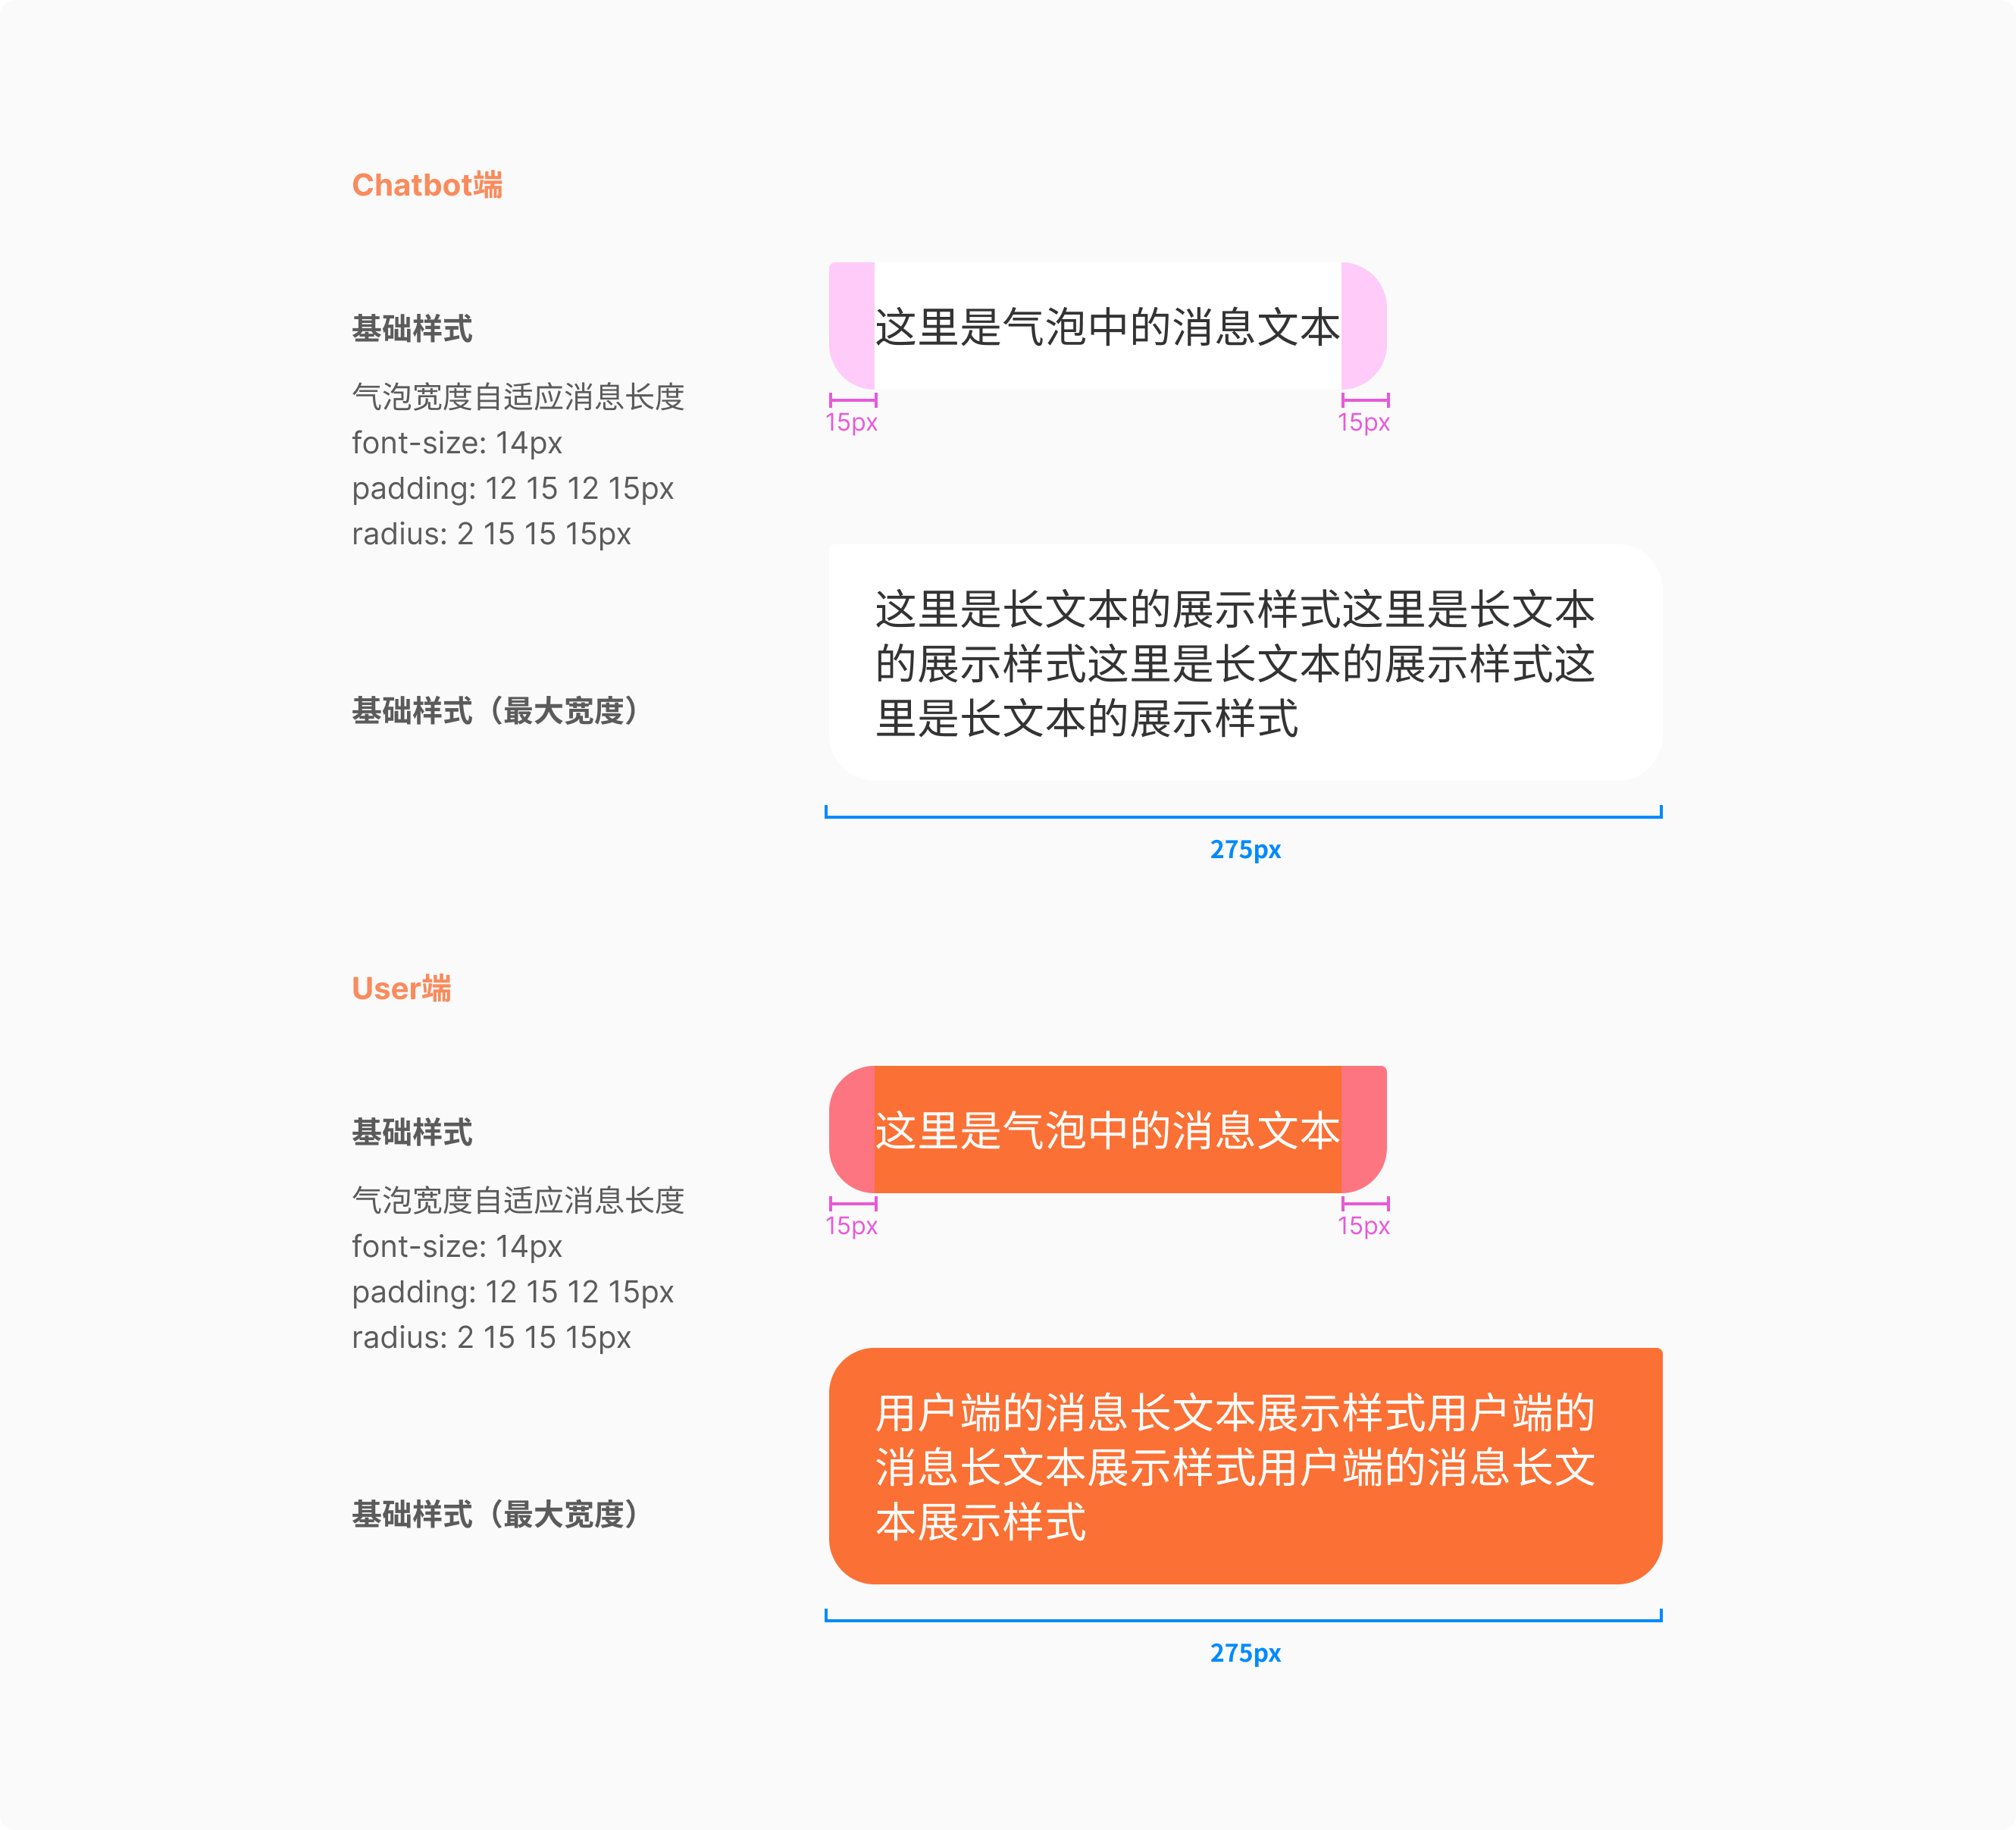 Chatbot端
基础样式
气泡宽度自适应消息长度
font-size: 14px
padding: 12 15 12 15px
radius: 2 15 15 15px
这里是气泡中的消息文本
15px
15px
基础样式（最大宽度）
这里是长文本的展示样式这里是长文本
的展示样式这里是长文本的展示样式这
里是长文本的展示样式
275px
User端
基础样式
气泡宽度自适应消息长度
font-size: 14px
padding: 12 15 12 15px
radius: 2 15 15 15px
这里是气泡中的消息文本
15px
15px
基础样式（最大宽度）
用户端的消息长文本展示样式用户端的
消息长文本展示样式用户端的消息长文
本展示样式
275px